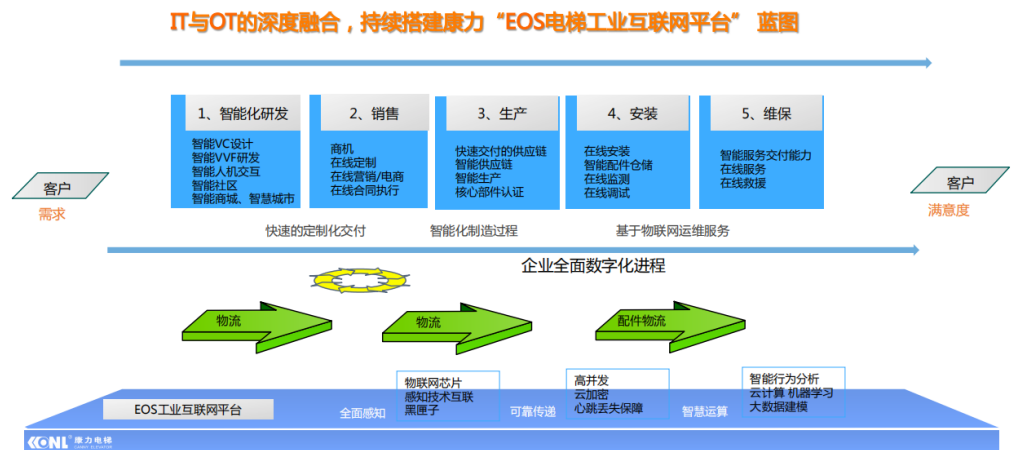 IT与OT的深度融合，持续搭建康力“EOS电梯工业互联网平台” 蓝图
客户
需求
1、智能化研发
智能VC设计
智能VVF研发
智能人机交互
智能社区
智能商城、智慧城市
2、销售
商机
在线定制
在线营销/电商
在线合同执行
3、生产
快速交付的供应链
智能供应链
智能生产
核心部件认证
4、安装
在线安装
智能配件仓储
在线监测
在线调试
5、维保
智能服务交付能力
在线服务
在线救援
客户
满意度
快速的定制化交付
智能化制造过程
基于物联网运维服务
企业全面数字化进程
物流
物流
配件物流
EOS工业互联网平台
全面感知
物联网芯片
感知技术互联
黑匣子
可靠传递
高并发
云加密
心跳丢失保障
智慧运算
智能行为分析
云计算 机器学习
大数据建模
康力电梯
CANNY ELEVATOR